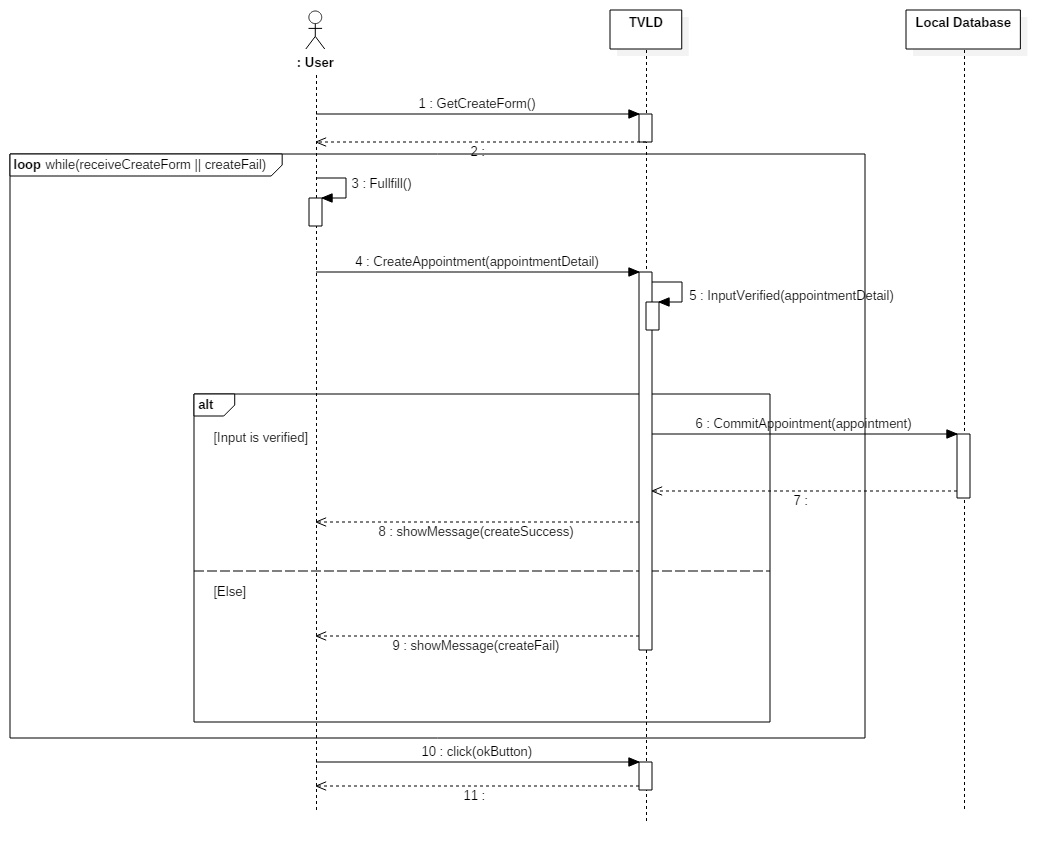 TVLD
Local Database
: User
1 : GetCreateForm()
2 :
loop while(receiveCreateForm || createFail)
3 : Fullfill()
4 : CreateAppointment(appointmentDetail)
5 : InputVerified(appointmentDetail)
alt
6 : CommitAppointment(appointment)
[Input is verified]
7 :
8 : showMessage(createSuccess)
[Else]
9 : showMessage(createFail)
10 : click(okButton)
11 :